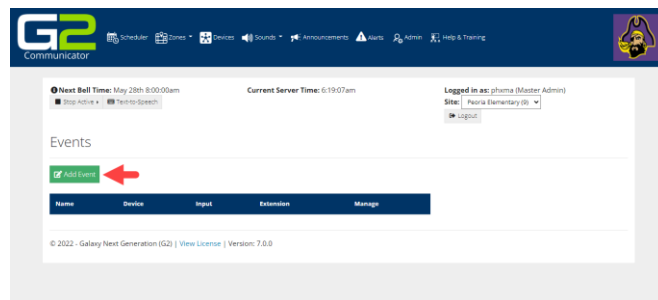 G2
Communicator
Scheduler Zones Devices Sounds Announcements Alerts Admin Help & Training
Next Bell Time: May 28th 8:00:00am Current Server Time: 6:19:07am Logged in as: phxma (Master Admin)
Stop Active Text-to-Speech Site: Peoria Elementary (9)
Logout
Events
Add Event
Name Device Input Extension Manage
© 2022 - Galaxy Next Generation (G2) | View License | Version: 7.0.0